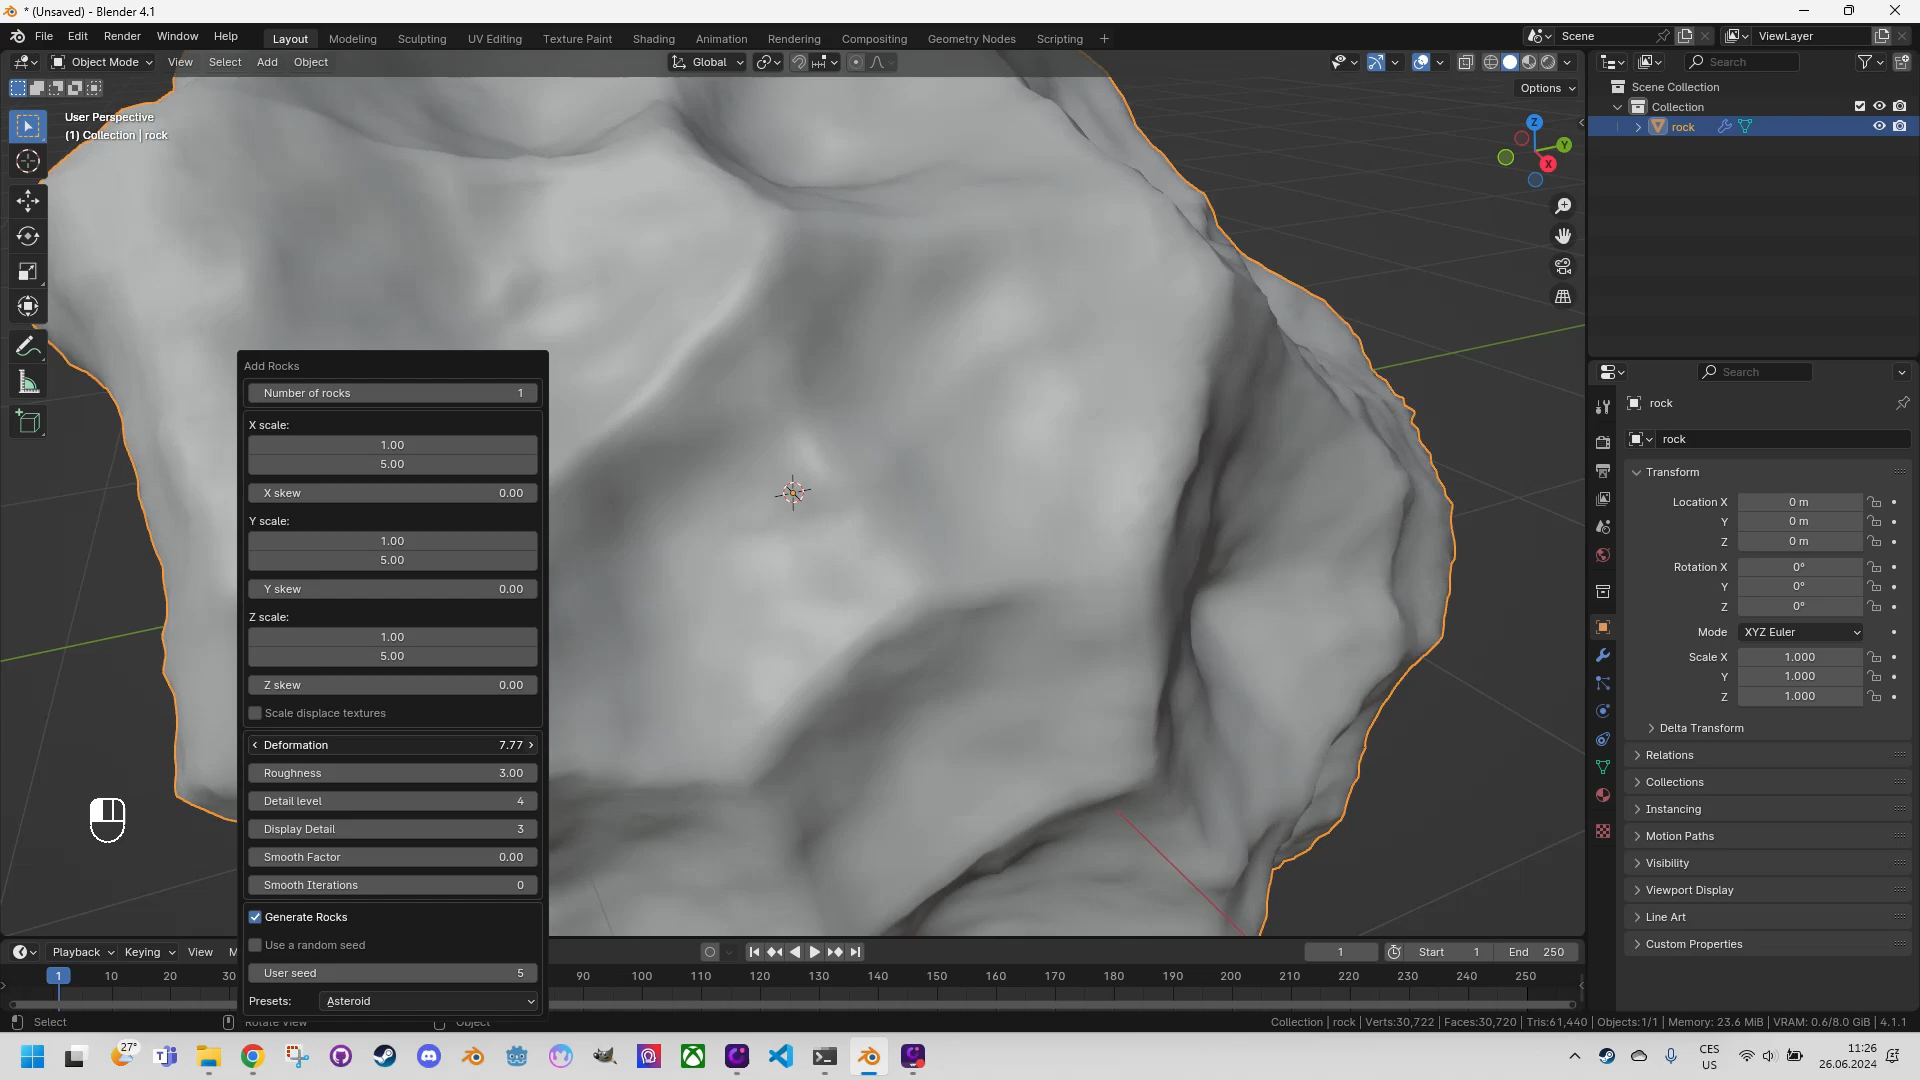 * (Unsaved) - Blender 4.1
File Edit Render Window Help
Layout Modeling Sculpting UV Editing Texture Paint Shading Animation Rendering Compositing Geometry Nodes Scripting +
Scene
ViewLayer
Object Mode View Select Add Object
Global
Search
Options
User Perspective
(1) Collection | rock
Z
Y
X
Scene Collection
Collection
rock
Search
rock
rock
Transform
Location X 0 m
Y 0 m
Z 0 m
Rotation X 0°
Y 0°
Z 0°
Mode XYZ Euler
Scale X 1.000
Y 1.000
Z 1.000
Delta Transform
Relations
Collections
Instancing
Motion Paths
Visibility
Viewport Display
Line Art
Custom Properties
Add Rocks
Number of rocks 1
X scale:
1.00
5.00
X skew 0.00
Y scale:
1.00
5.00
Y skew 0.00
Z scale:
1.00
5.00
Z skew 0.00
Scale displace textures
Deformation 7.77
Roughness 3.00
Detail level 4
Display Detail 3
Smooth Factor 0.00
Smooth Iterations 0
Generate Rocks
Use a random seed
User seed 5
Presets: Asteroid
Playback Keying View M
1 Start 1 End 250
1 10 20 30 90 100 110 120 130 140 150 160 170 180 190 200 210 220 230 240 250
Select Rotate View Object
Collection | rock | Verts:30,722 | Faces:30,720 | Tris:61,440 | Objects:1/1 | Memory: 23.6 MiB | VRAM: 0.6/8.0 GiB | 4.1.1
27°
CES
US
11:26
26.06.2024